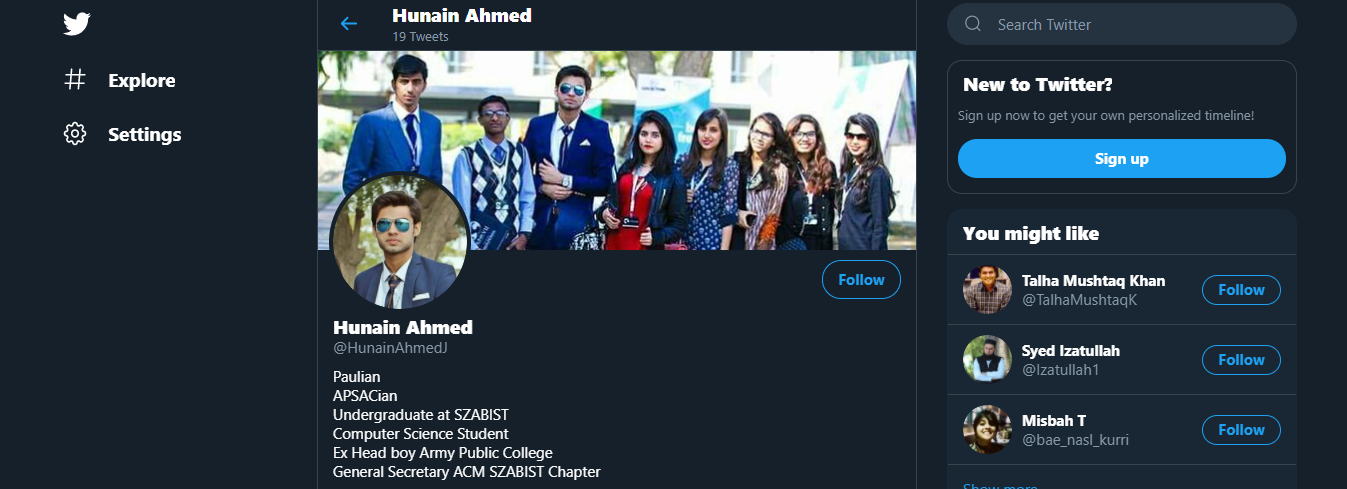 Explore
Settings
Hunain Ahmed
19 Tweets
Follow
Hunain Ahmed
@HunainAhmedJ
Paulian
APSACian
Undergraduate at SZABIST
Computer Science Student
Ex Head boy Army Public College
General Secretary ACM SZABIST Chapter
Search Twitter
New to Twitter?
Sign up now to get your own personalized timeline!
Sign up
You might like
Talha Mushtaq Khan
@TalhaMushtaqK
Follow
Syed Izatullah
@Izatullah1
Follow
Misbah T
@bae_nasl_kurri
Follow
Show more